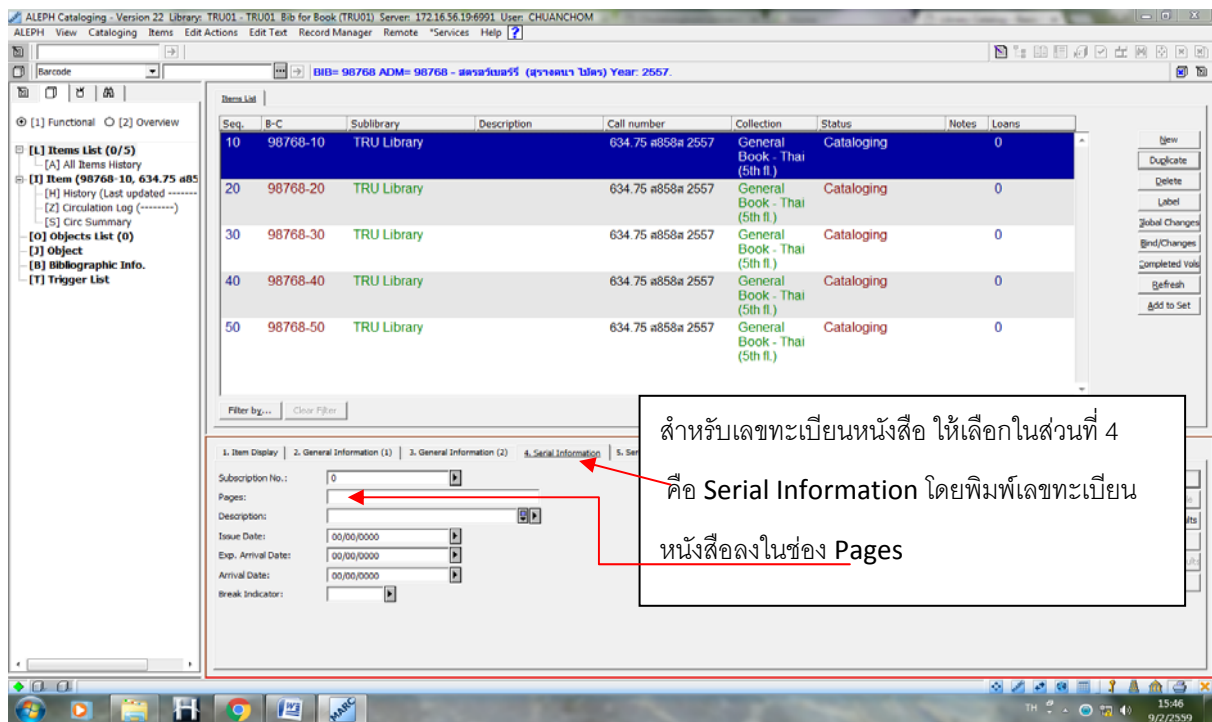 ALEPH Cataloging - Version 22 Library: TRU01 - TRU01 Bib for Book (TRU01) Server: 172.16.56.19:6991 User: CHUANCHOM
ALEPH View Cataloging Items Edit Actions Edit Text Record Manager Remote *Services Help ?
Barcode
BIB= 98768 ADM= 98768 - สตรอว์เบอร์รี (สุรางคนา ไม้ตร) Year: 2557.
[1] Functional [2] Overview
[L] Items List (0/5)
[A] All Items History
[I] Item (98768-10, 634.75 ส85
[H] History (Last updated -------
[Z] Circulation Log (--------)
[S] Circ Summary
[O] Objects List (0)
[J] Object
[B] Bibliographic Info.
[T] Trigger List
Items List
Seq. B-C Sublibrary Description Call number Collection Status Notes Loans
10 98768-10 TRU Library 634.75 ส858ส 2557 General Cataloging 0
Book - Thai
(5th fl.)
20 98768-20 TRU Library 634.75 ส858ส 2557 General Cataloging 0
Book - Thai
(5th fl.)
30 98768-30 TRU Library 634.75 ส858ส 2557 General Cataloging 0
Book - Thai
(5th fl.)
40 98768-40 TRU Library 634.75 ส858ส 2557 General Cataloging 0
Book - Thai
(5th fl.)
50 98768-50 TRU Library 634.75 ส858ส 2557 General Cataloging 0
Book - Thai
(5th fl.)
New
Duplicate
Delete
Label
Global Changes
Bind/Changes
Completed Vols
Refresh
Add to Set
Filter by... Clear Filter
1. Item Display 2. General Information (1) 3. General Information (2) 4. Serial Information 5. Ser
Subscription No.: 0
Pages:
Description:
Issue Date: 00/00/0000
Exp. Arrival Date: 00/00/0000
Arrival Date: 00/00/0000
Break Indicator:
สำหรับเลขทะเบียนหนังสือ ให้เลือกในส่วนที่ 4
คือ Serial Information โดยพิมพ์เลขทะเบียน
หนังสือลงในช่อง Pages
MARC
TH
15:46
9/2/2559